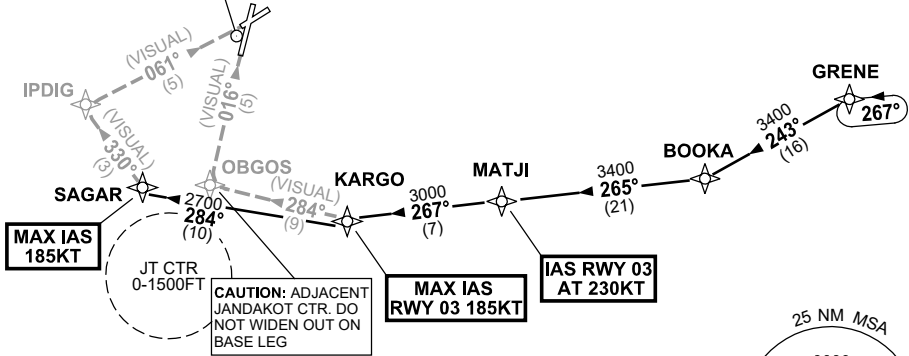 (VISUAL)
061°
(5)
IPDIG
(VISUAL)
016°
(5)
GRENE
267°
3400
243°
(16)
BOOKA
(VISUAL)
330°
(3)
OBGOS
(VISUAL)
284°
(9)
KARGO
MATJI
3400
265°
(21)
3000
267°
(7)
SAGAR
2700
284°
(10)
MAX IAS
185KT
JT CTR
0-1500FT
CAUTION: ADJACENT
JANDAKOT CTR. DO
NOT WIDEN OUT ON
BASE LEG
MAX IAS
RWY 03 185KT
IAS RWY 03
AT 230KT
25 NM MSA